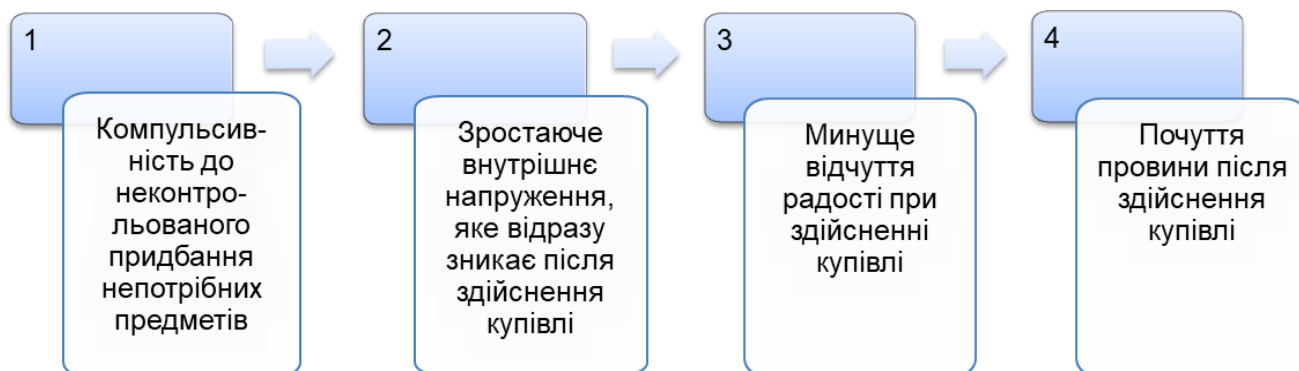 1
Компульсив-
ність до
неконтро-
льованого
придбання
непотрібних
предметів
2
Зростаюче
внутрішнє
напруження,
яке відразу
зникає після
здійснення
купівлі
3
Минуще
відчуття
радості при
здійсненні
купівлі
4
Почуття
провини після
здійснення
купівлі